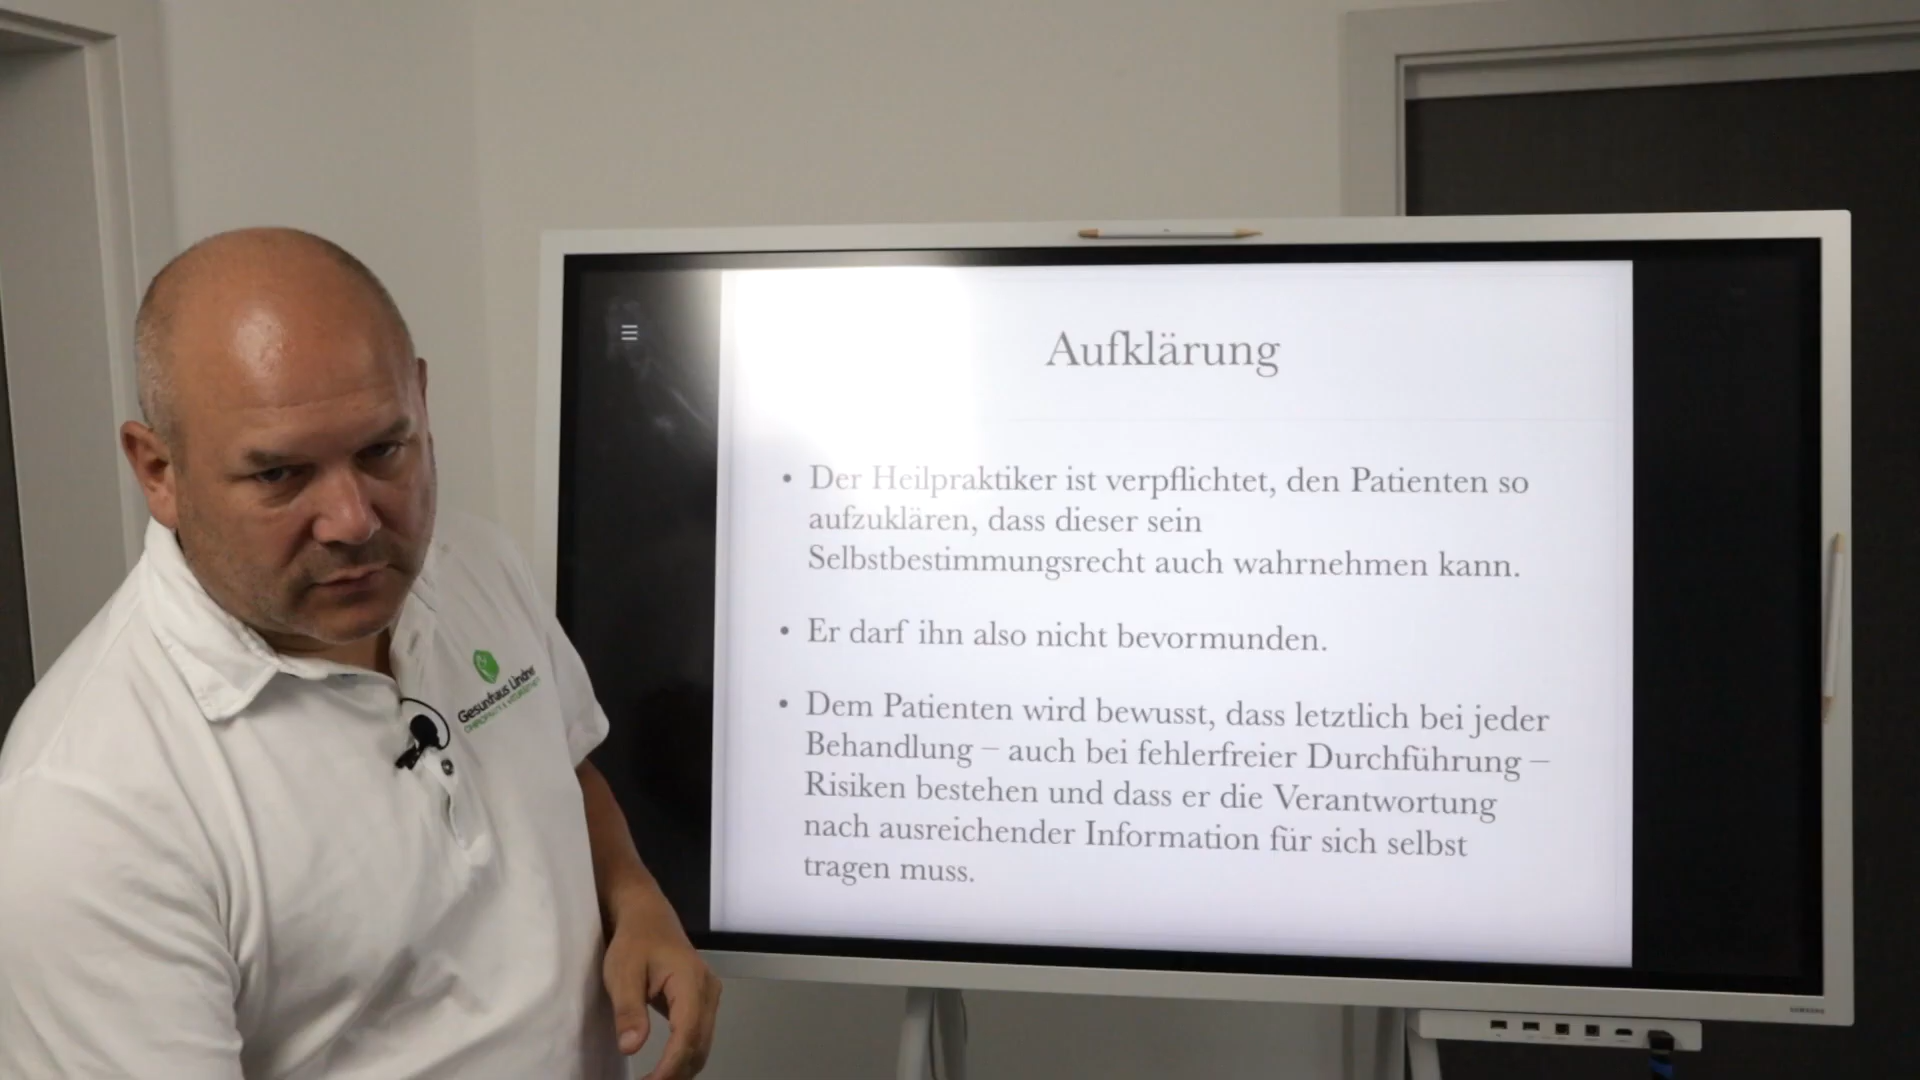 Aufklärung
• Der Heilpraktiker ist verpflichtet, den Patienten so
aufzuklären, dass dieser sein
Selbstbestimmungsrecht auch wahrnehmen kann.
• Er darf ihn also nicht bevormunden.
• Dem Patienten wird bewusst, dass letztlich bei jeder
Behandlung – auch bei fehlerfreier Durchführung –
Risiken bestehen und dass er die Verantwortung
nach ausreichender Information für sich selbst
tragen muss.
Gesunhaus Lindner
SAMSUNG